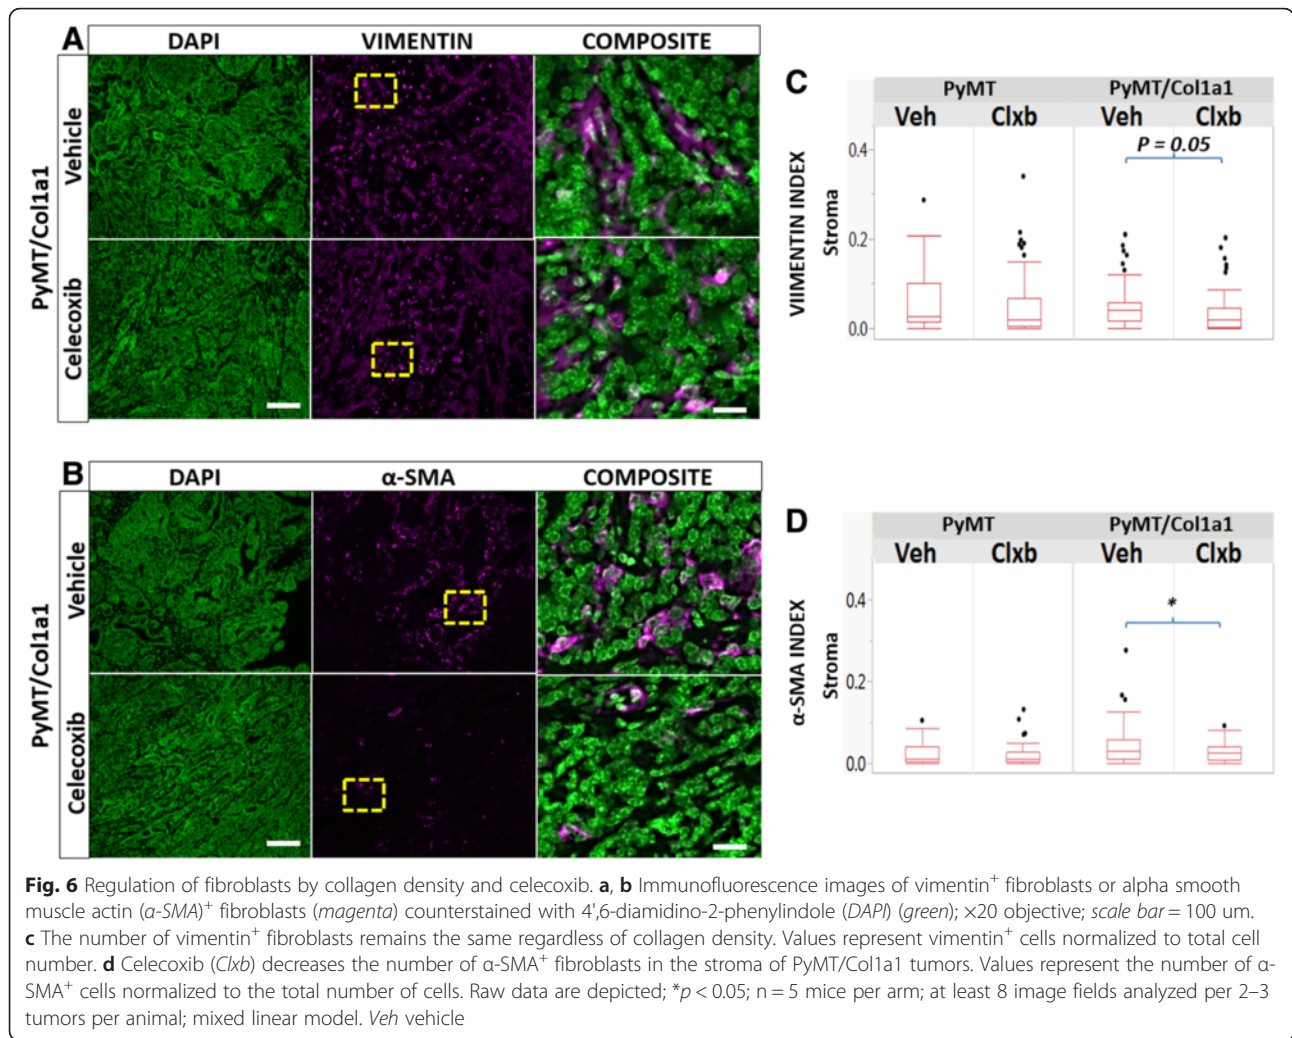 A
DAPI VIMENTIN COMPOSITE
PyMT/Col1a1
Vehicle
Celecoxib
C
PyMT PyMT/Col1a1
Veh Clxb Veh Clxb
P = 0.05
VIIMENTIN INDEX
Stroma
0.4
0.2
0.0
B
DAPI α-SMA COMPOSITE
PyMT/Col1a1
Vehicle
Celecoxib
D
PyMT PyMT/Col1a1
Veh Clxb Veh Clxb
*
α-SMA INDEX
Stroma
0.4
0.2
0.0
Fig. 6 Regulation of fibroblasts by collagen density and celecoxib. a, b Immunofluorescence images of vimentin⁺ fibroblasts or alpha smooth
muscle actin (α-SMA)⁺ fibroblasts (magenta) counterstained with 4′,6-diamidino-2-phenylindole (DAPI) (green); ×20 objective; scale bar = 100 um.
c The number of vimentin⁺ fibroblasts remains the same regardless of collagen density. Values represent vimentin⁺ cells normalized to total cell
number. d Celecoxib (Clxb) decreases the number of α-SMA⁺ fibroblasts in the stroma of PyMT/Col1a1 tumors. Values represent the number of α-
SMA⁺ cells normalized to the total number of cells. Raw data are depicted; *p < 0.05; n = 5 mice per arm; at least 8 image fields analyzed per 2–3
tumors per animal; mixed linear model. Veh vehicle